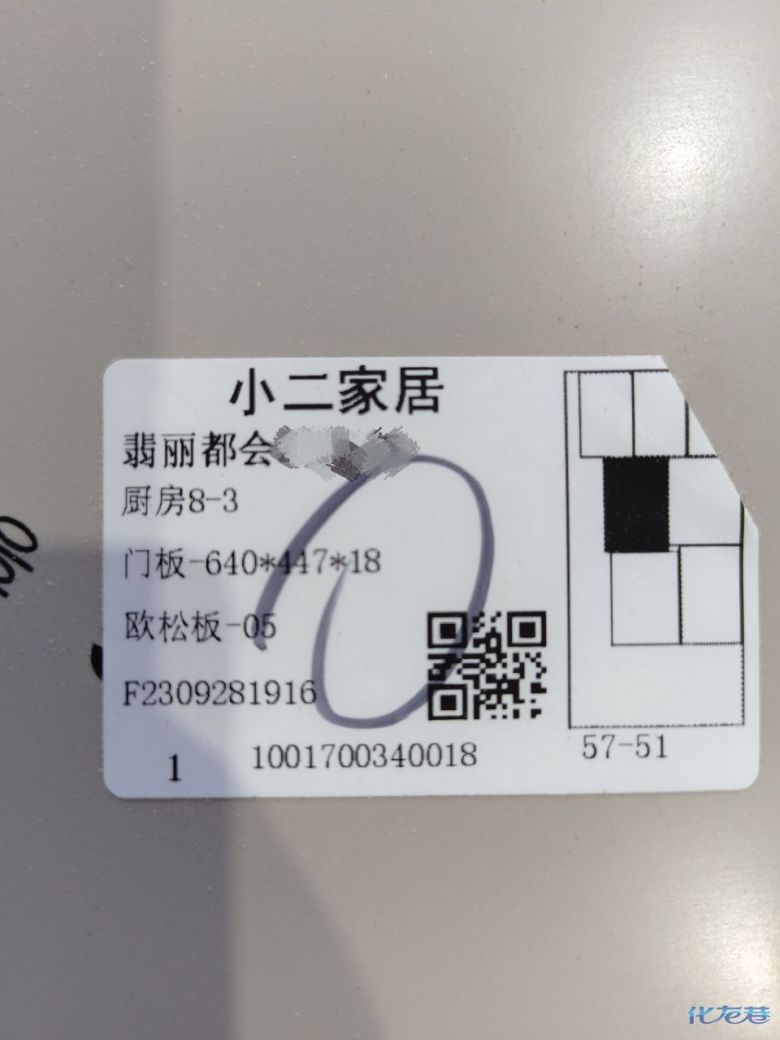 小二家居
翡丽都会
厨房8-3
门板-640*447*18
欧松板-05
F2309281916
1
1001700340018
57-51
化龙巷